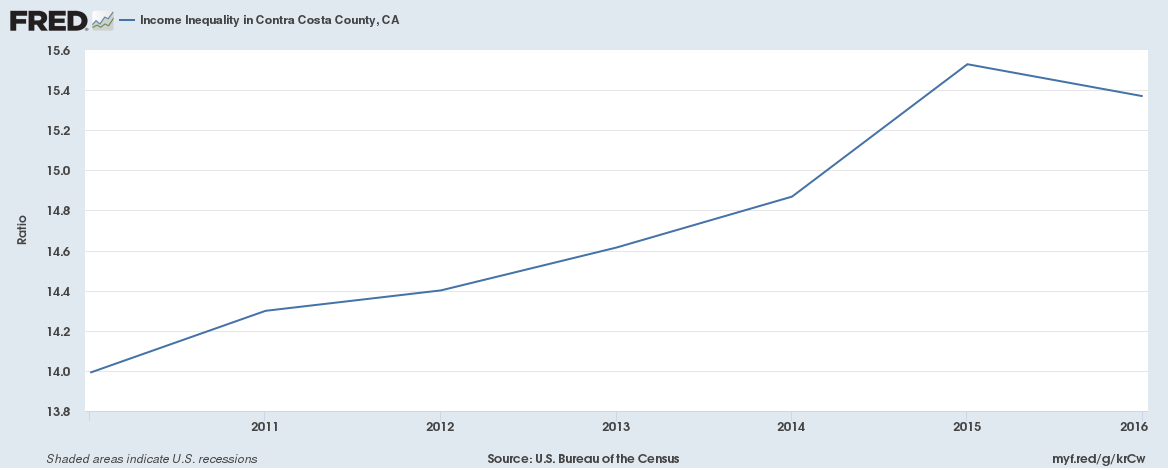 FRED
Income Inequality in Contra Costa County, CA
15.6
15.4
15.2
15.0
14.8
14.6
14.4
14.2
14.0
13.8
Ratio
2011 2012 2013 2014 2015 2016
Shaded areas indicate U.S. recessions
Source: U.S. Bureau of the Census
myf.red/g/krCw